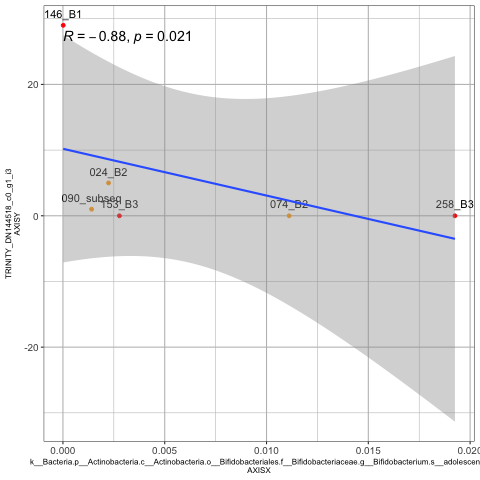 146_B1
R = − 0.88, p = 0.021
024_B2
090_subseq
153_B3
074_B2
258_B3
20
0
-20
TRINITY_DN144518_c0_g1_i3
AXISY
0.000
0.005
0.010
0.015
0.020
k__Bacteria.p__Actinobacteria.c__Actinobacteria.o__Bifidobacteriales.f__Bifidobacteriaceae.g__Bifidobacterium.s__adolescen
AXISX